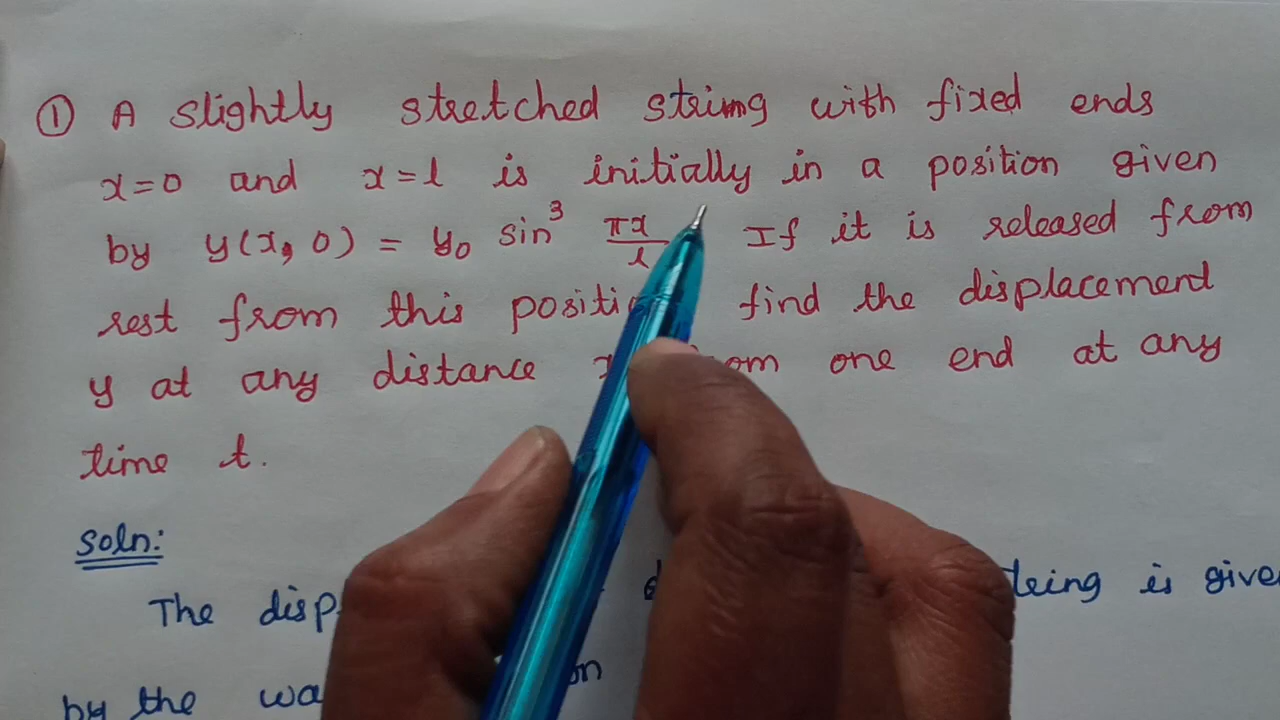 ① A slightly stretched string with fixed ends
x=0 and x=l is initially in a position given
by y(x, 0) = y₀ sin³ πx/l If it is released from
rest from this positi find the displacement
y at any distance om one end at any
time t.
Soln:
The disp is give
by the wa on